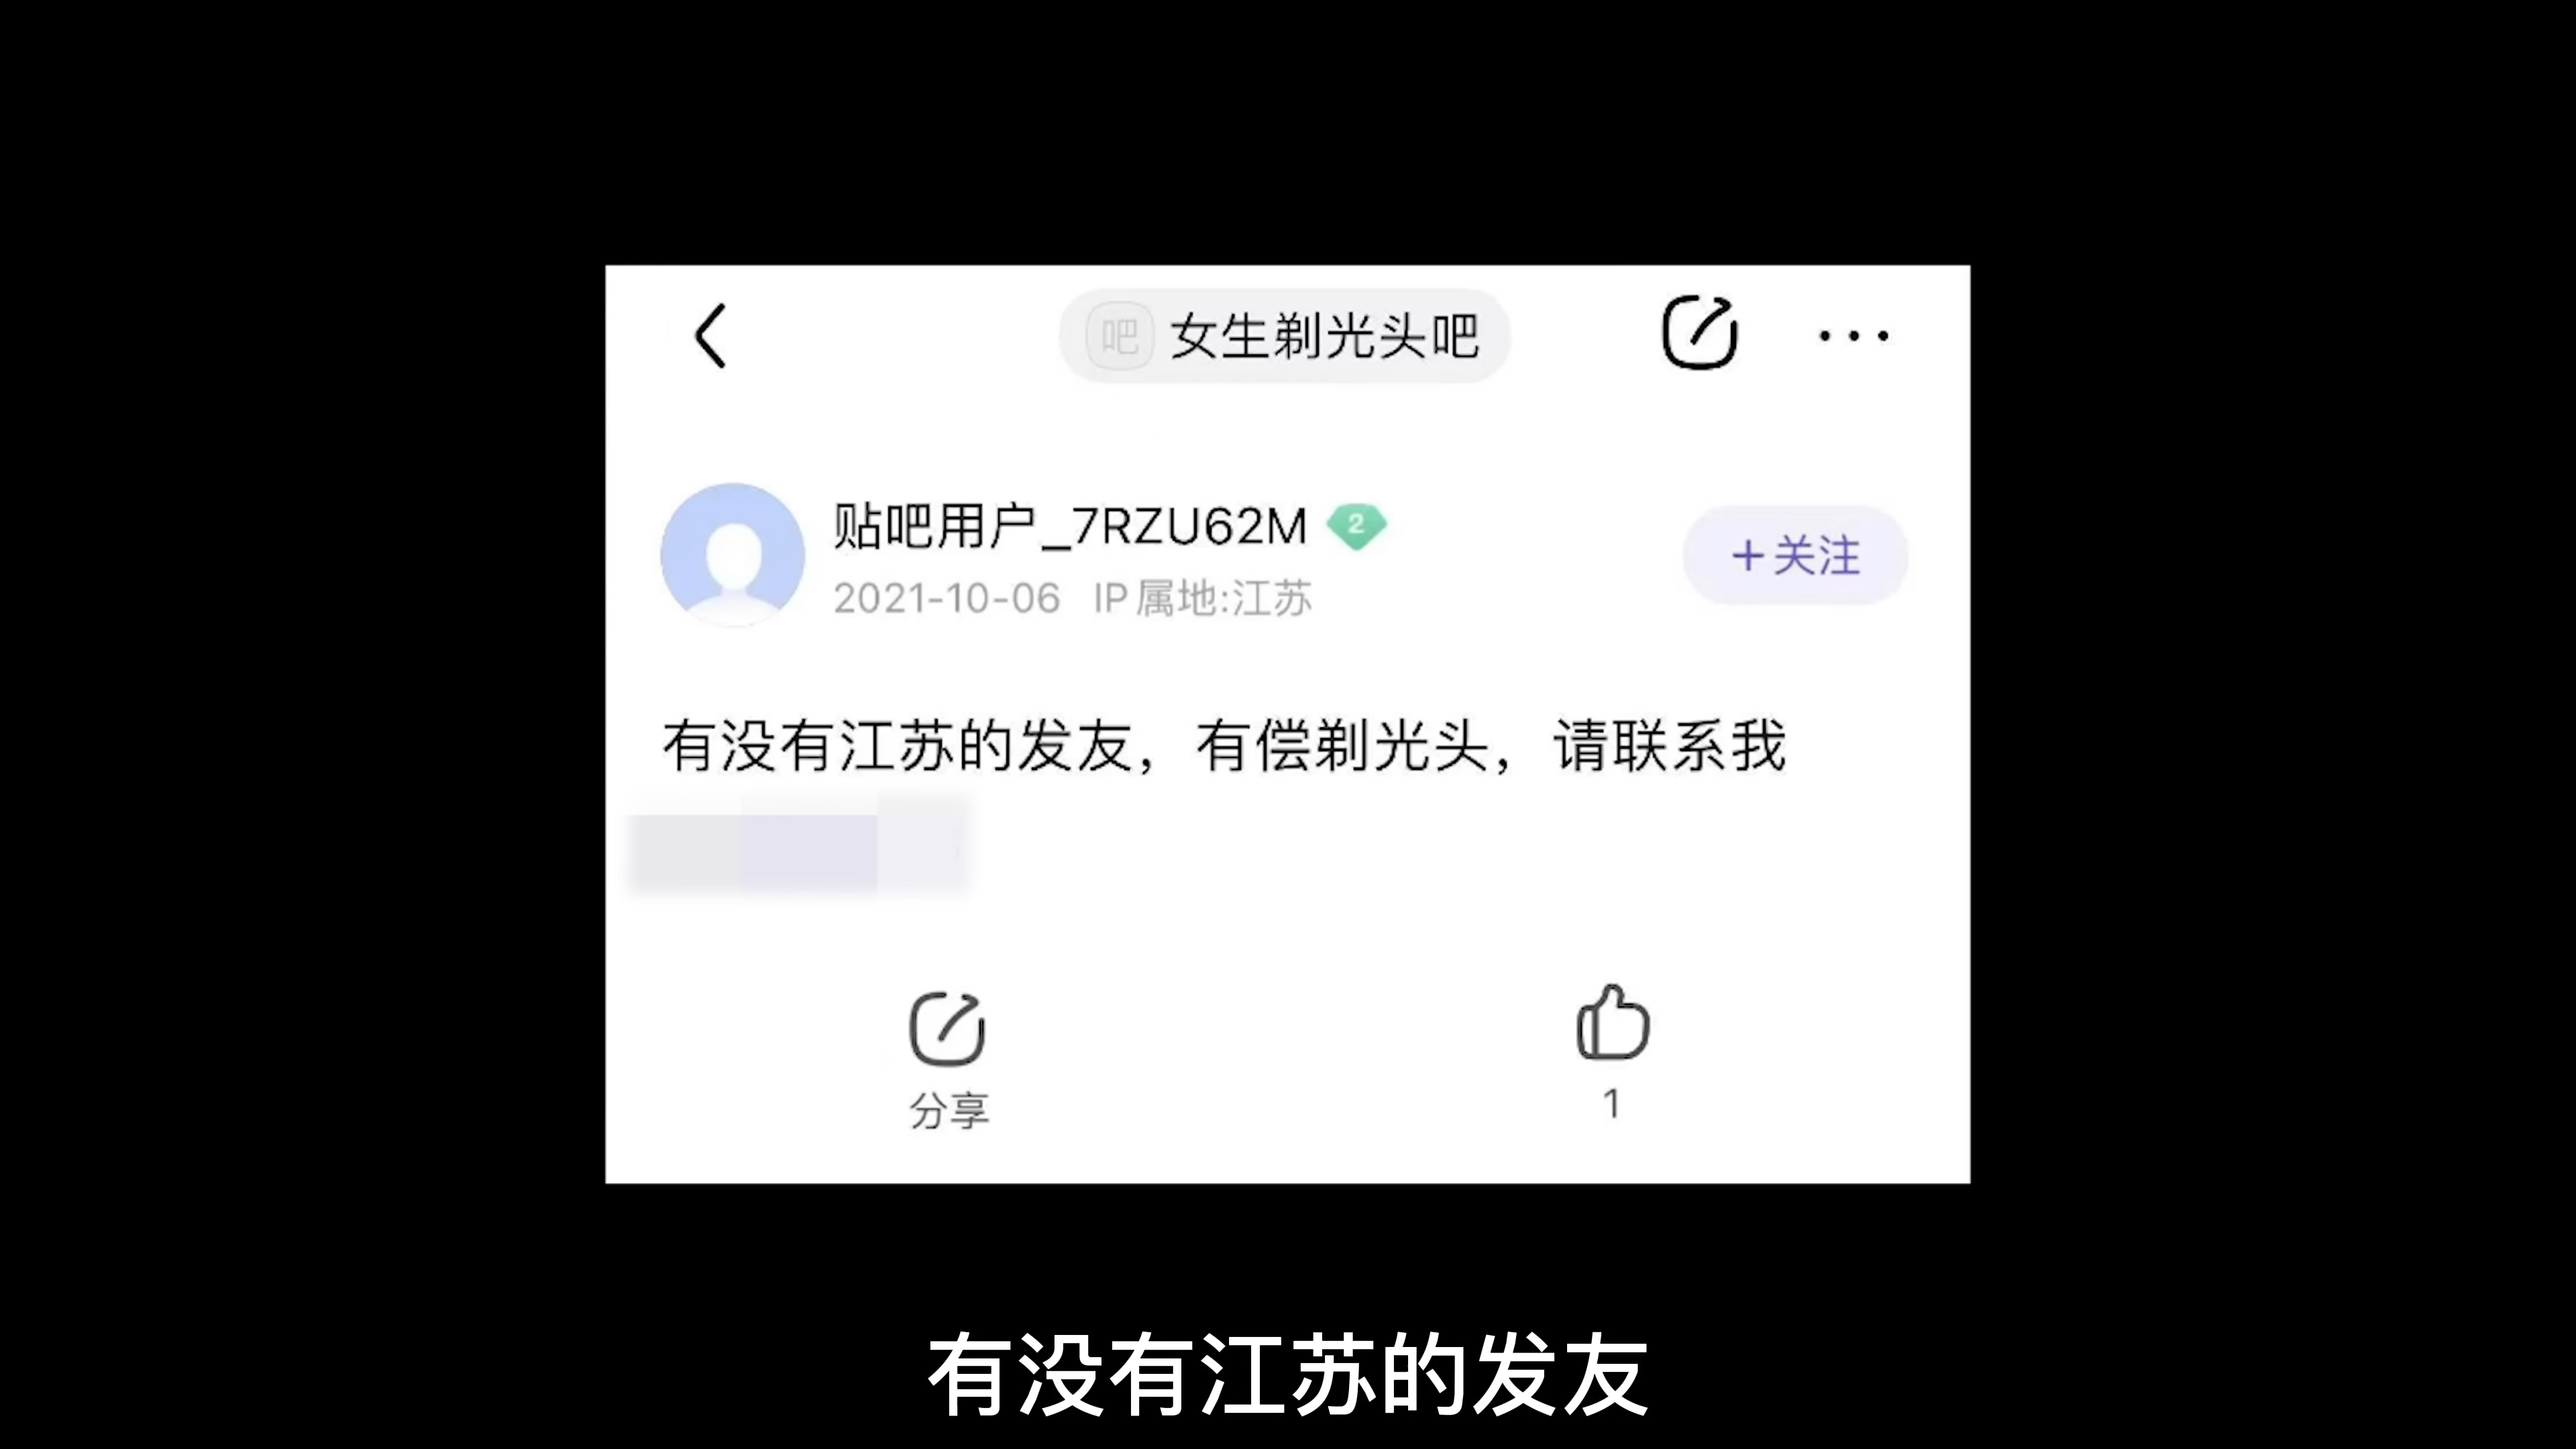 吧 女生剃光头吧
贴吧用户_7RZU62M 2
+关注
2021-10-06 IP属地:江苏
有没有江苏的发友，有偿剃光头，请联系我
分享
1
有没有江苏的发友